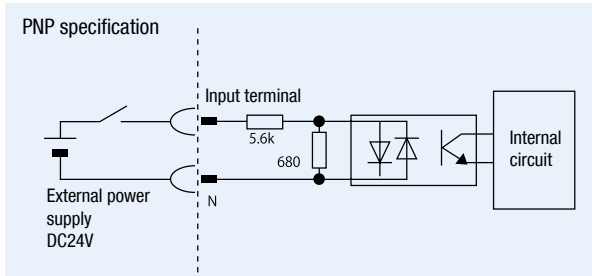 PNP specification
Input terminal
5.6k
680
Internal
circuit
N
External power
supply
DC24V